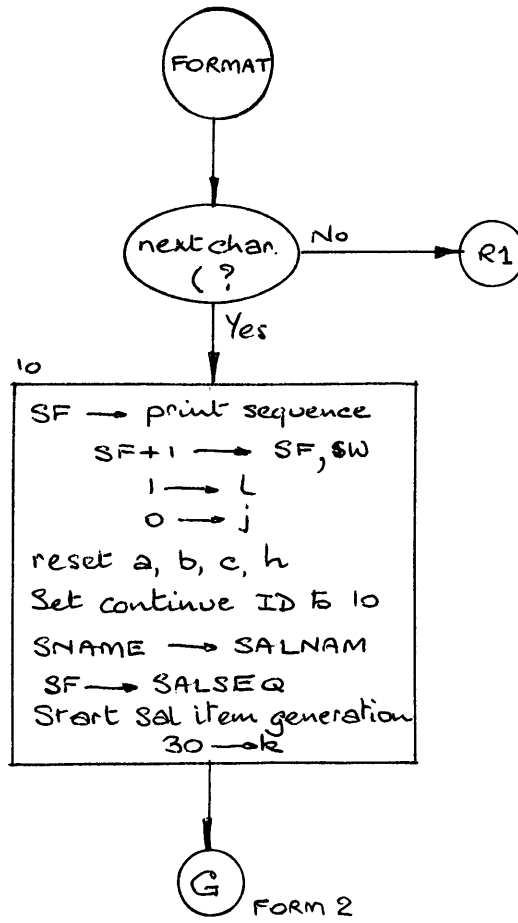 FORMAT
next char.
( ?
No
R1
Yes
10
SF → print sequence
SF+1 → SF, SW
1 → L
0 → j
reset a, b, c, h
Set continue ID to 10
SNAME → SALNAM
SF → SALSEQ
Start Sal item generation
30 → k
G
FORM 2